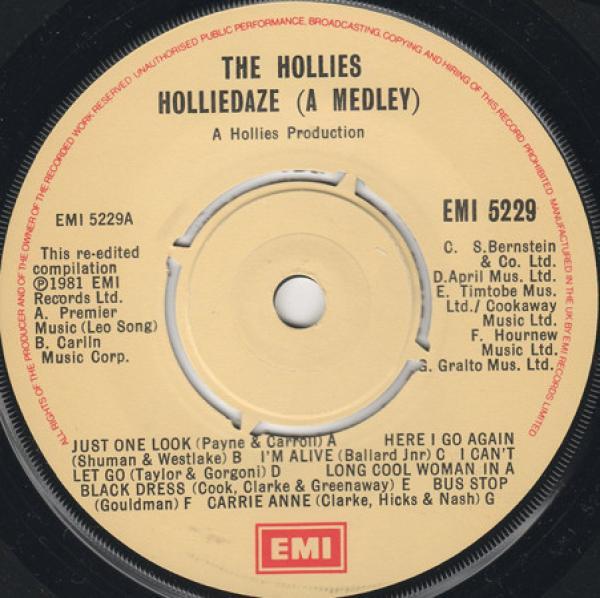 ALL RIGHTS OF THE PRODUCER AND OF THE OWNER OF THE RECORDED WORK RESERVED UNAUTHORISED PUBLIC PERFORMANCE, BROADCASTING, COPYING AND HIRING OF THIS RECORD PROHIBITED. MANUFACTURED IN THE UK BY EMI RECORDS LIMITED
THE HOLLIES
HOLLIEDAZE (A MEDLEY)
A Hollies Production
EMI 5229A
This re-edited
compilation
℗1981 EMI
Records Ltd.
A. Premier
Music (Leo Song)
B. Carlin
Music Corp.
EMI 5229
C. S.Bernstein
& Co. Ltd.
D.April Mus. Ltd.
E. Timtobe Mus.
Ltd./ Cookaway
Music Ltd.
F. Hournew
Music Ltd.
G. Gralto Mus. Ltd.
JUST ONE LOOK (Payne & Carroll) A HERE I GO AGAIN
(Shuman & Westlake) B I'M ALIVE (Ballard Jnr) C I CAN'T
LET GO (Taylor & Gorgoni) D LONG COOL WOMAN IN A
BLACK DRESS (Cook, Clarke & Greenaway) E BUS STOP
(Gouldman) F CARRIE ANNE (Clarke, Hicks & Nash) G
EMI